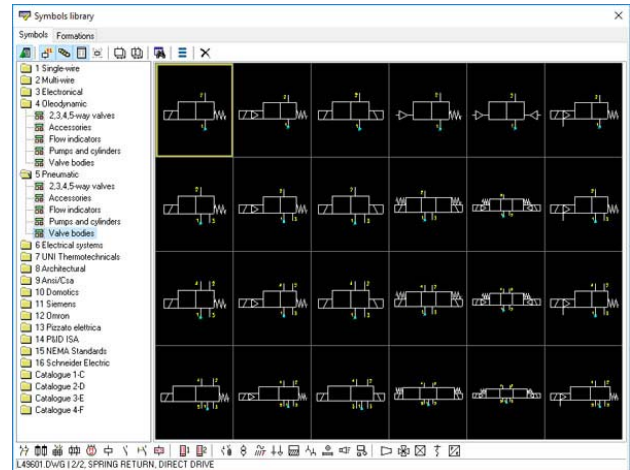 Symbols library
Symbols Formations
1 Single-wire
2 Multi-wire
3 Electronical
4 Oleodynamic
2,3,4,5-way valves
Accessories
Flow indicators
Pumps and cylinders
Valve bodies
5 Pneumatic
2,3,4,5-way valves
Accessories
Flow indicators
Pumps and cylinders
Valve bodies
6 Electrical systems
7 UNI Thermotechnicals
8 Architectural
9 Ansi/Csa
10 Domotics
11 Siemens
12 Omron
13 Pizzato elettrica
14 P&ID ISA
15 NEMA Standards
16 Schneider Electric
Catalogue 1-C
Catalogue 2-D
Catalogue 3-E
Catalogue 4-F
L49601.DWG | 2/2, SPRING RETURN, DIRECT DRIVE